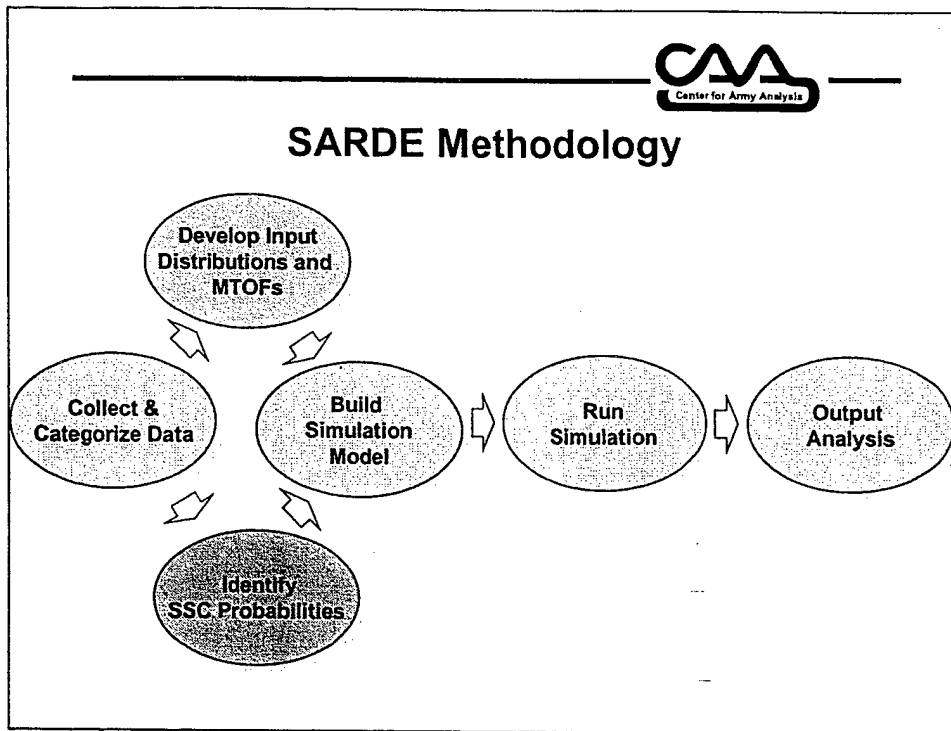 CAA
Center for Army Analysis
SARDE Methodology
Develop Input
Distributions and
MTOFs
Collect &
Categorize Data
Build
Simulation
Model
Run
Simulation
Output
Analysis
Identify
SSC Probabilities